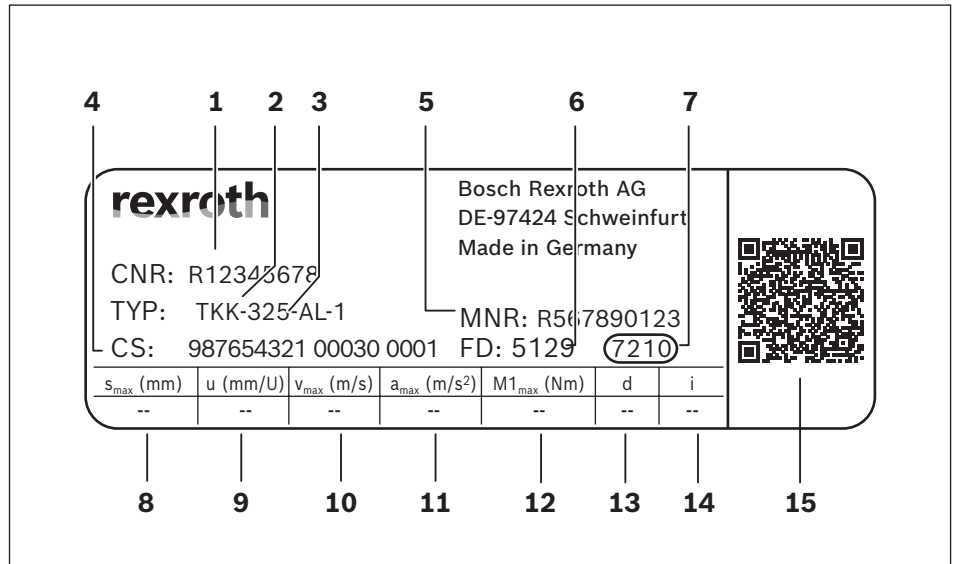 4 1 2 3 5 6 7
rexroth
Bosch Rexroth AG
DE-97424 Schweinfurt
Made in Germany
CNR: R12345678
TYP: TKK-325-AL-1
MNR: R567890123
CS: 987654321 00030 0001 FD: 5129 7210
smax (mm) u (mm/U) vmax (m/s) amax (m/s²) M1max (Nm) d i
-- -- -- -- -- -- --
8 9 10 11 12 13 14 15